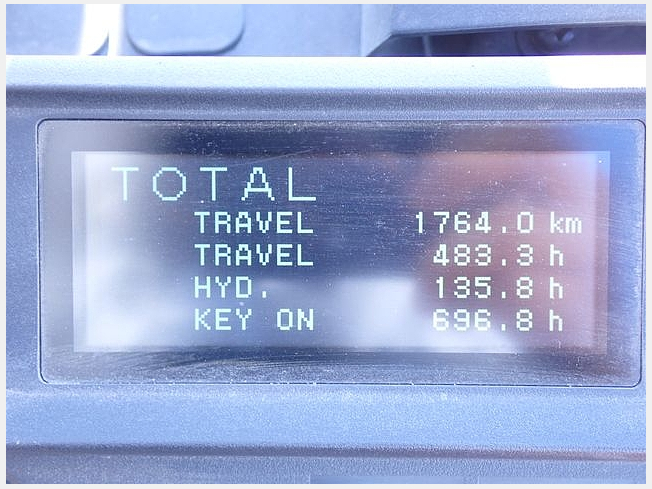 TOTAL
TRAVEL 1764.0 km
TRAVEL 483.3 h
HYD. 135.8 h
KEY ON 696.8 h